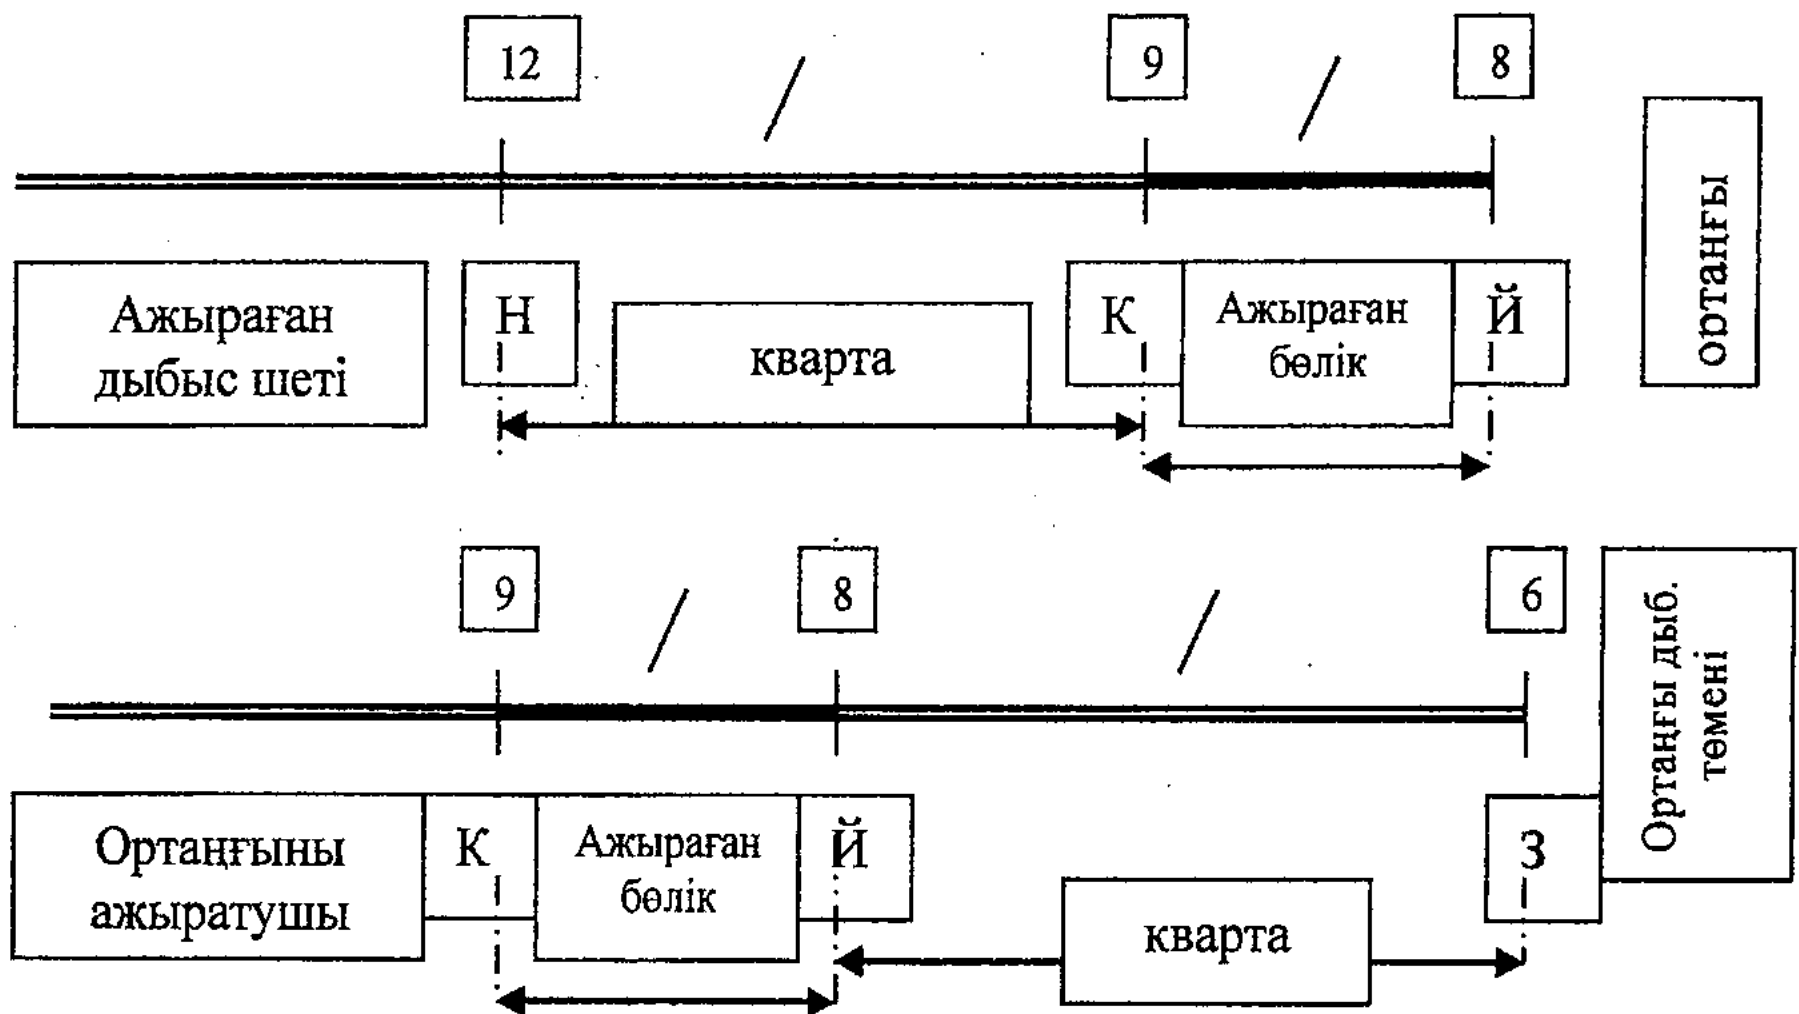 12
9
8
ортаңғы
Ажыраған
дыбыс шеті
Н
кварта
К
Ажыраған
бөлік
Й
9
8
6
Ортаңғы дыб.
төмені
Ортаңғыны
ажыратушы
К
Ажыраған
бөлік
Й
кварта
З